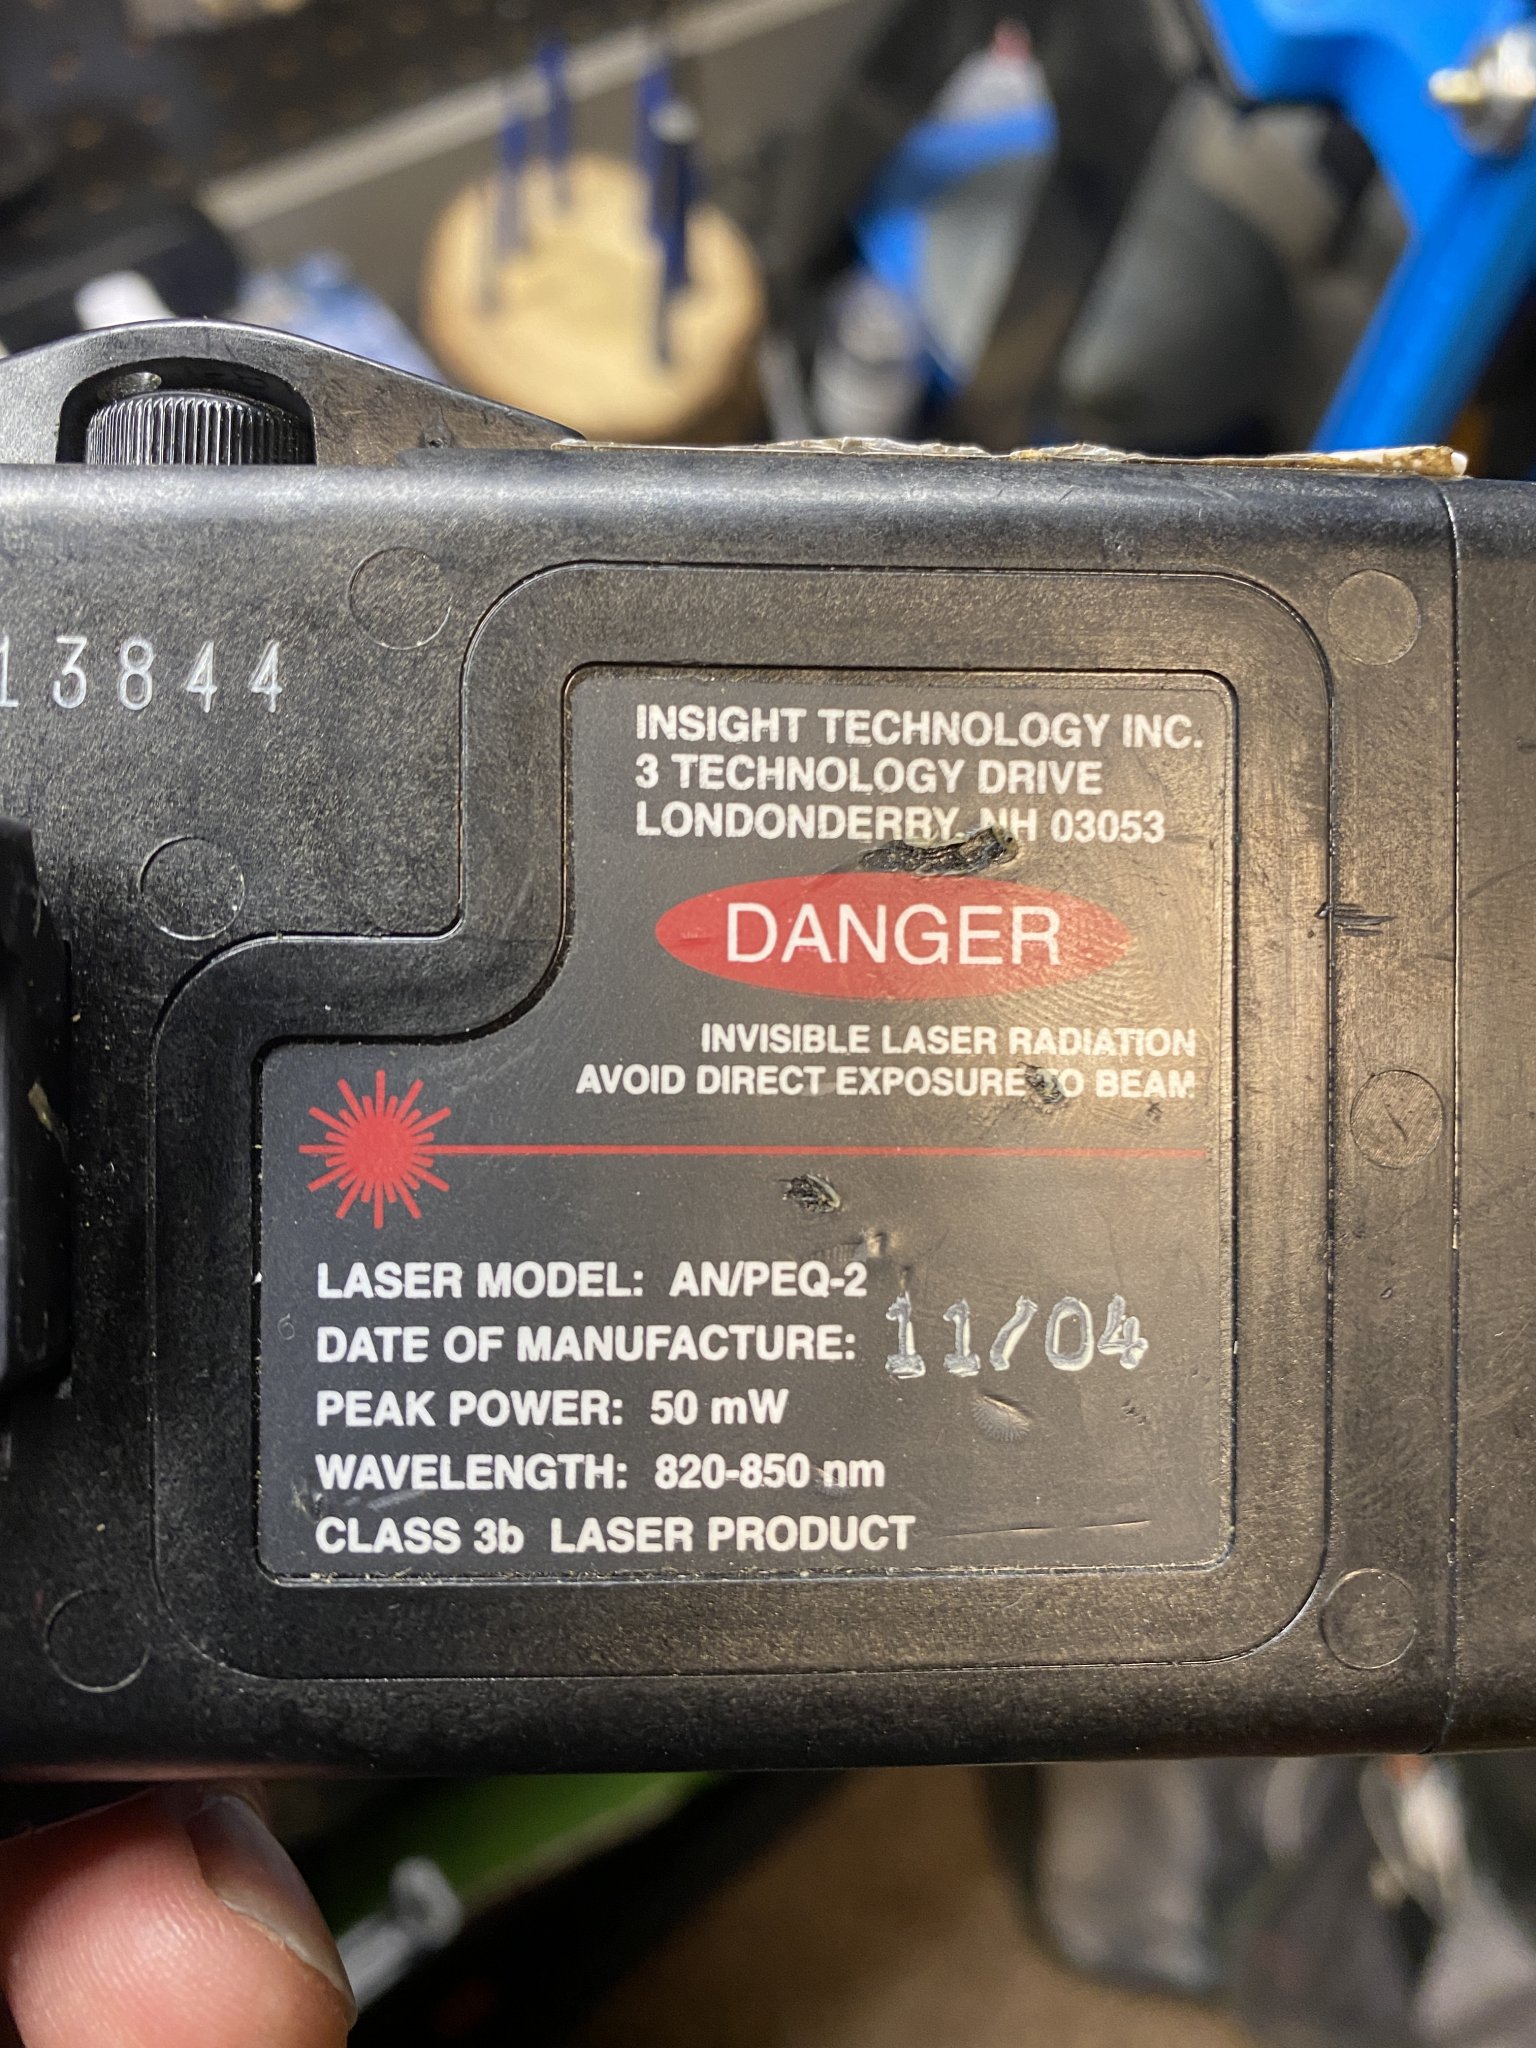 13844
INSIGHT TECHNOLOGY INC.
3 TECHNOLOGY DRIVE
LONDONDERRY, NH 03053
DANGER
INVISIBLE LASER RADIATION
AVOID DIRECT EXPOSURE TO BEAM
LASER MODEL: AN/PEQ-2
DATE OF MANUFACTURE: 11/04
PEAK POWER: 50 mW
WAVELENGTH: 820-850 nm
CLASS 3b LASER PRODUCT